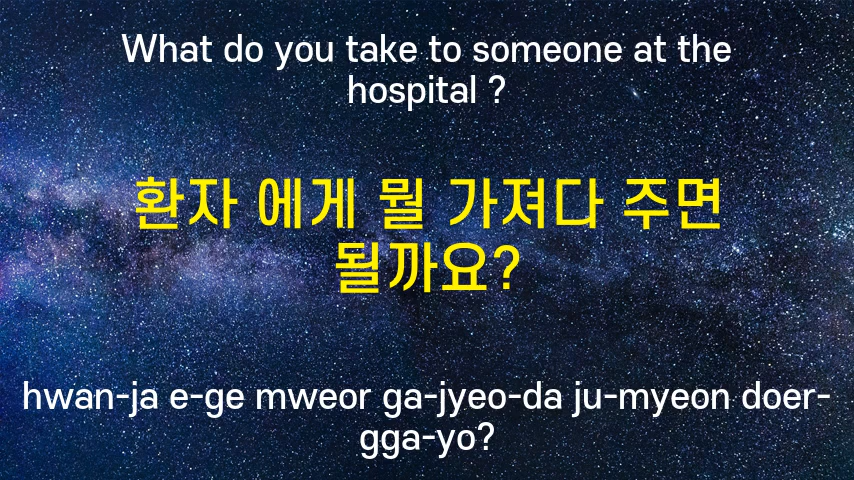 What do you take to someone at the
hospital ?
환자 에게 뭘 가져다 주면
될까요?
hwan-ja e-ge mweor ga-jyeo-da ju-myeon doer-
gga-yo?